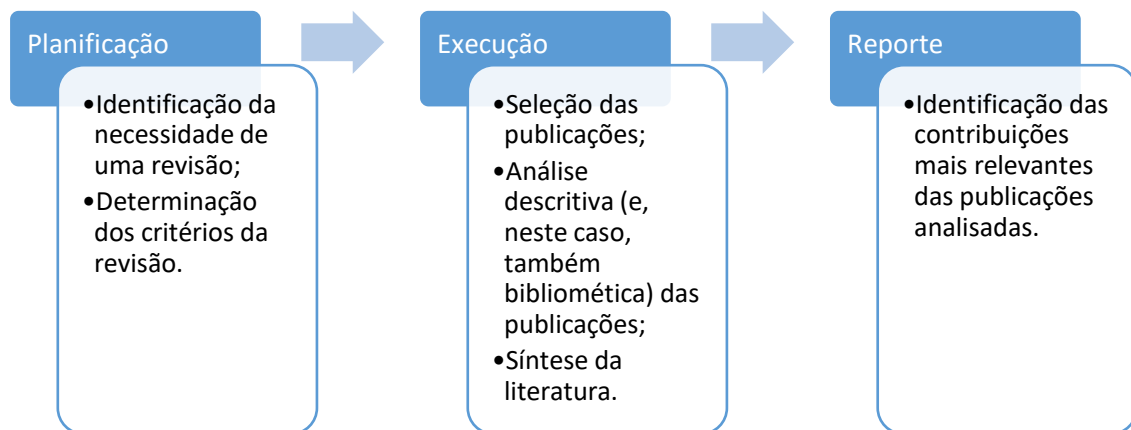 Planificação
•Identificação da
necessidade de
uma revisão;
•Determinação
dos critérios da
revisão.
Execução
•Seleção das
publicações;
•Análise
descritiva (e,
neste caso,
também
bibliomética) das
publicações;
•Síntese da
literatura.
Reporte
•Identificação das
contribuições
mais relevantes
das publicações
analisadas.